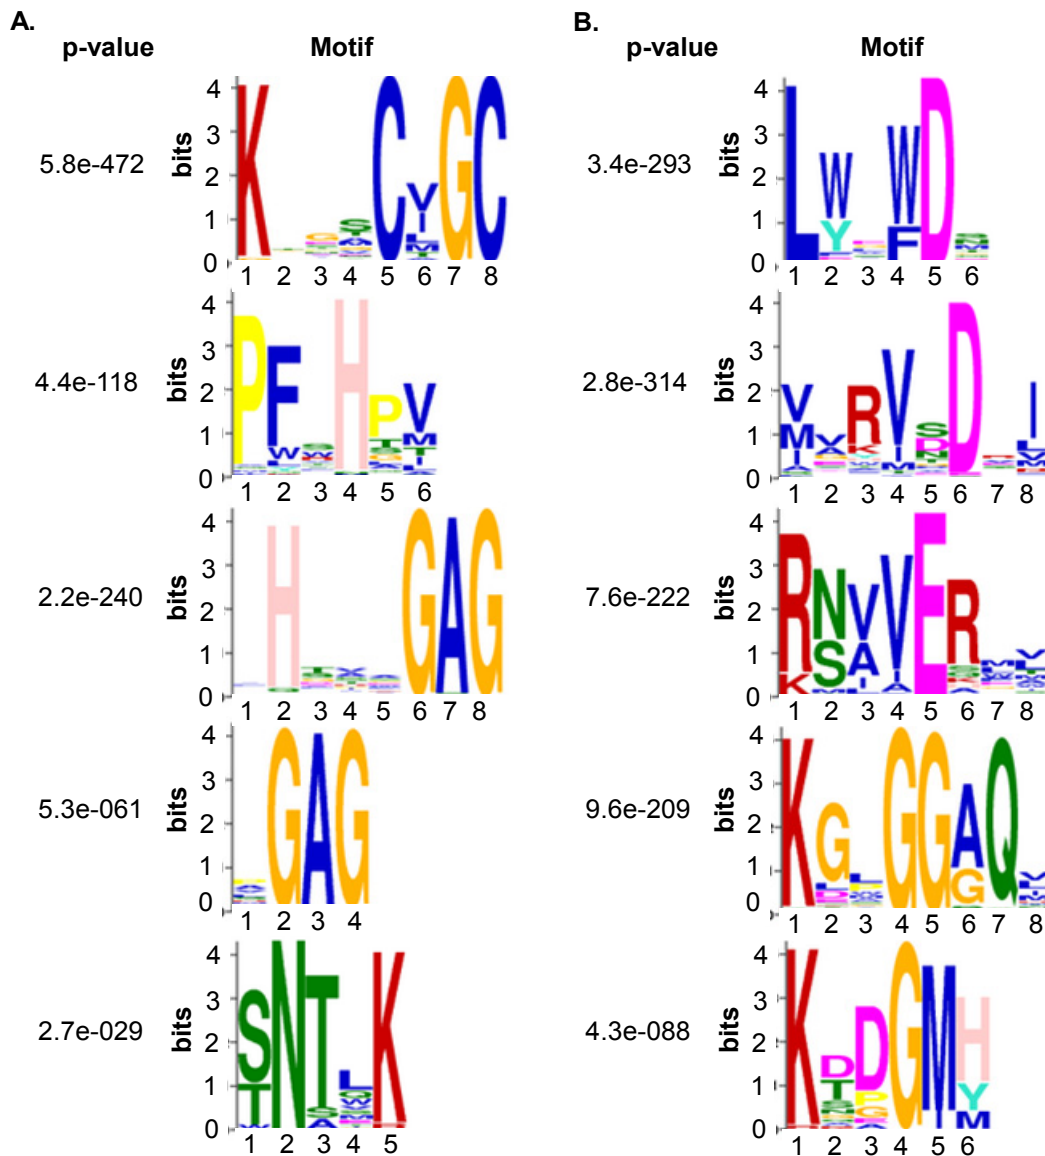 A.
p-value Motif
5.8e-472
bits
4
3
2
1
0
K C V G C
1 2 3 4 5 6 7 8
4.4e-118
bits
4
3
2
1
0
P F H P V
1 2 3 4 5 6
2.2e-240
bits
4
3
2
1
0
H G A G
1 2 3 4 5 6 7 8
5.3e-061
bits
4
3
2
1
0
G A G
1 2 3 4
2.7e-029
bits
4
3
2
1
0
S N T L K
T
1 2 3 4 5
B.
p-value Motif
3.4e-293
bits
4
3
2
1
0
L W W D
Y F
1 2 3 4 5 6
2.8e-314
bits
4
3
2
1
0
V R V S D I
M
1 2 3 4 5 6 7 8
7.6e-222
bits
4
3
2
1
0
R N V V E R
K S A
1 2 3 4 5 6 7 8
9.6e-209
bits
4
3
2
1
0
K G G G A Q
G
1 2 3 4 5 6 7 8
4.3e-088
bits
4
3
2
1
0
K D D G M H
T Y
M
1 2 3 4 5 6